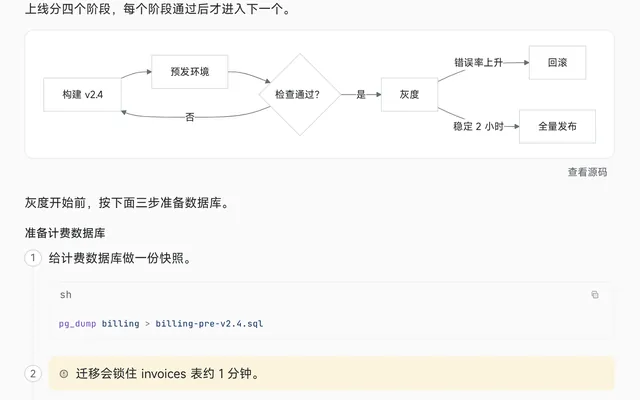 上线分四个阶段，每个阶段通过后才进入下一个。
构建 v2.4
预发环境
检查通过？
否
是
灰度
错误率上升
回滚
稳定 2 小时
全量发布
查看源码
灰度开始前，按下面三步准备数据库。
准备计费数据库
1 给计费数据库做一份快照。
sh
pg_dump billing > billing-pre-v2.4.sql
2 迁移会锁住 invoices 表约 1 分钟。